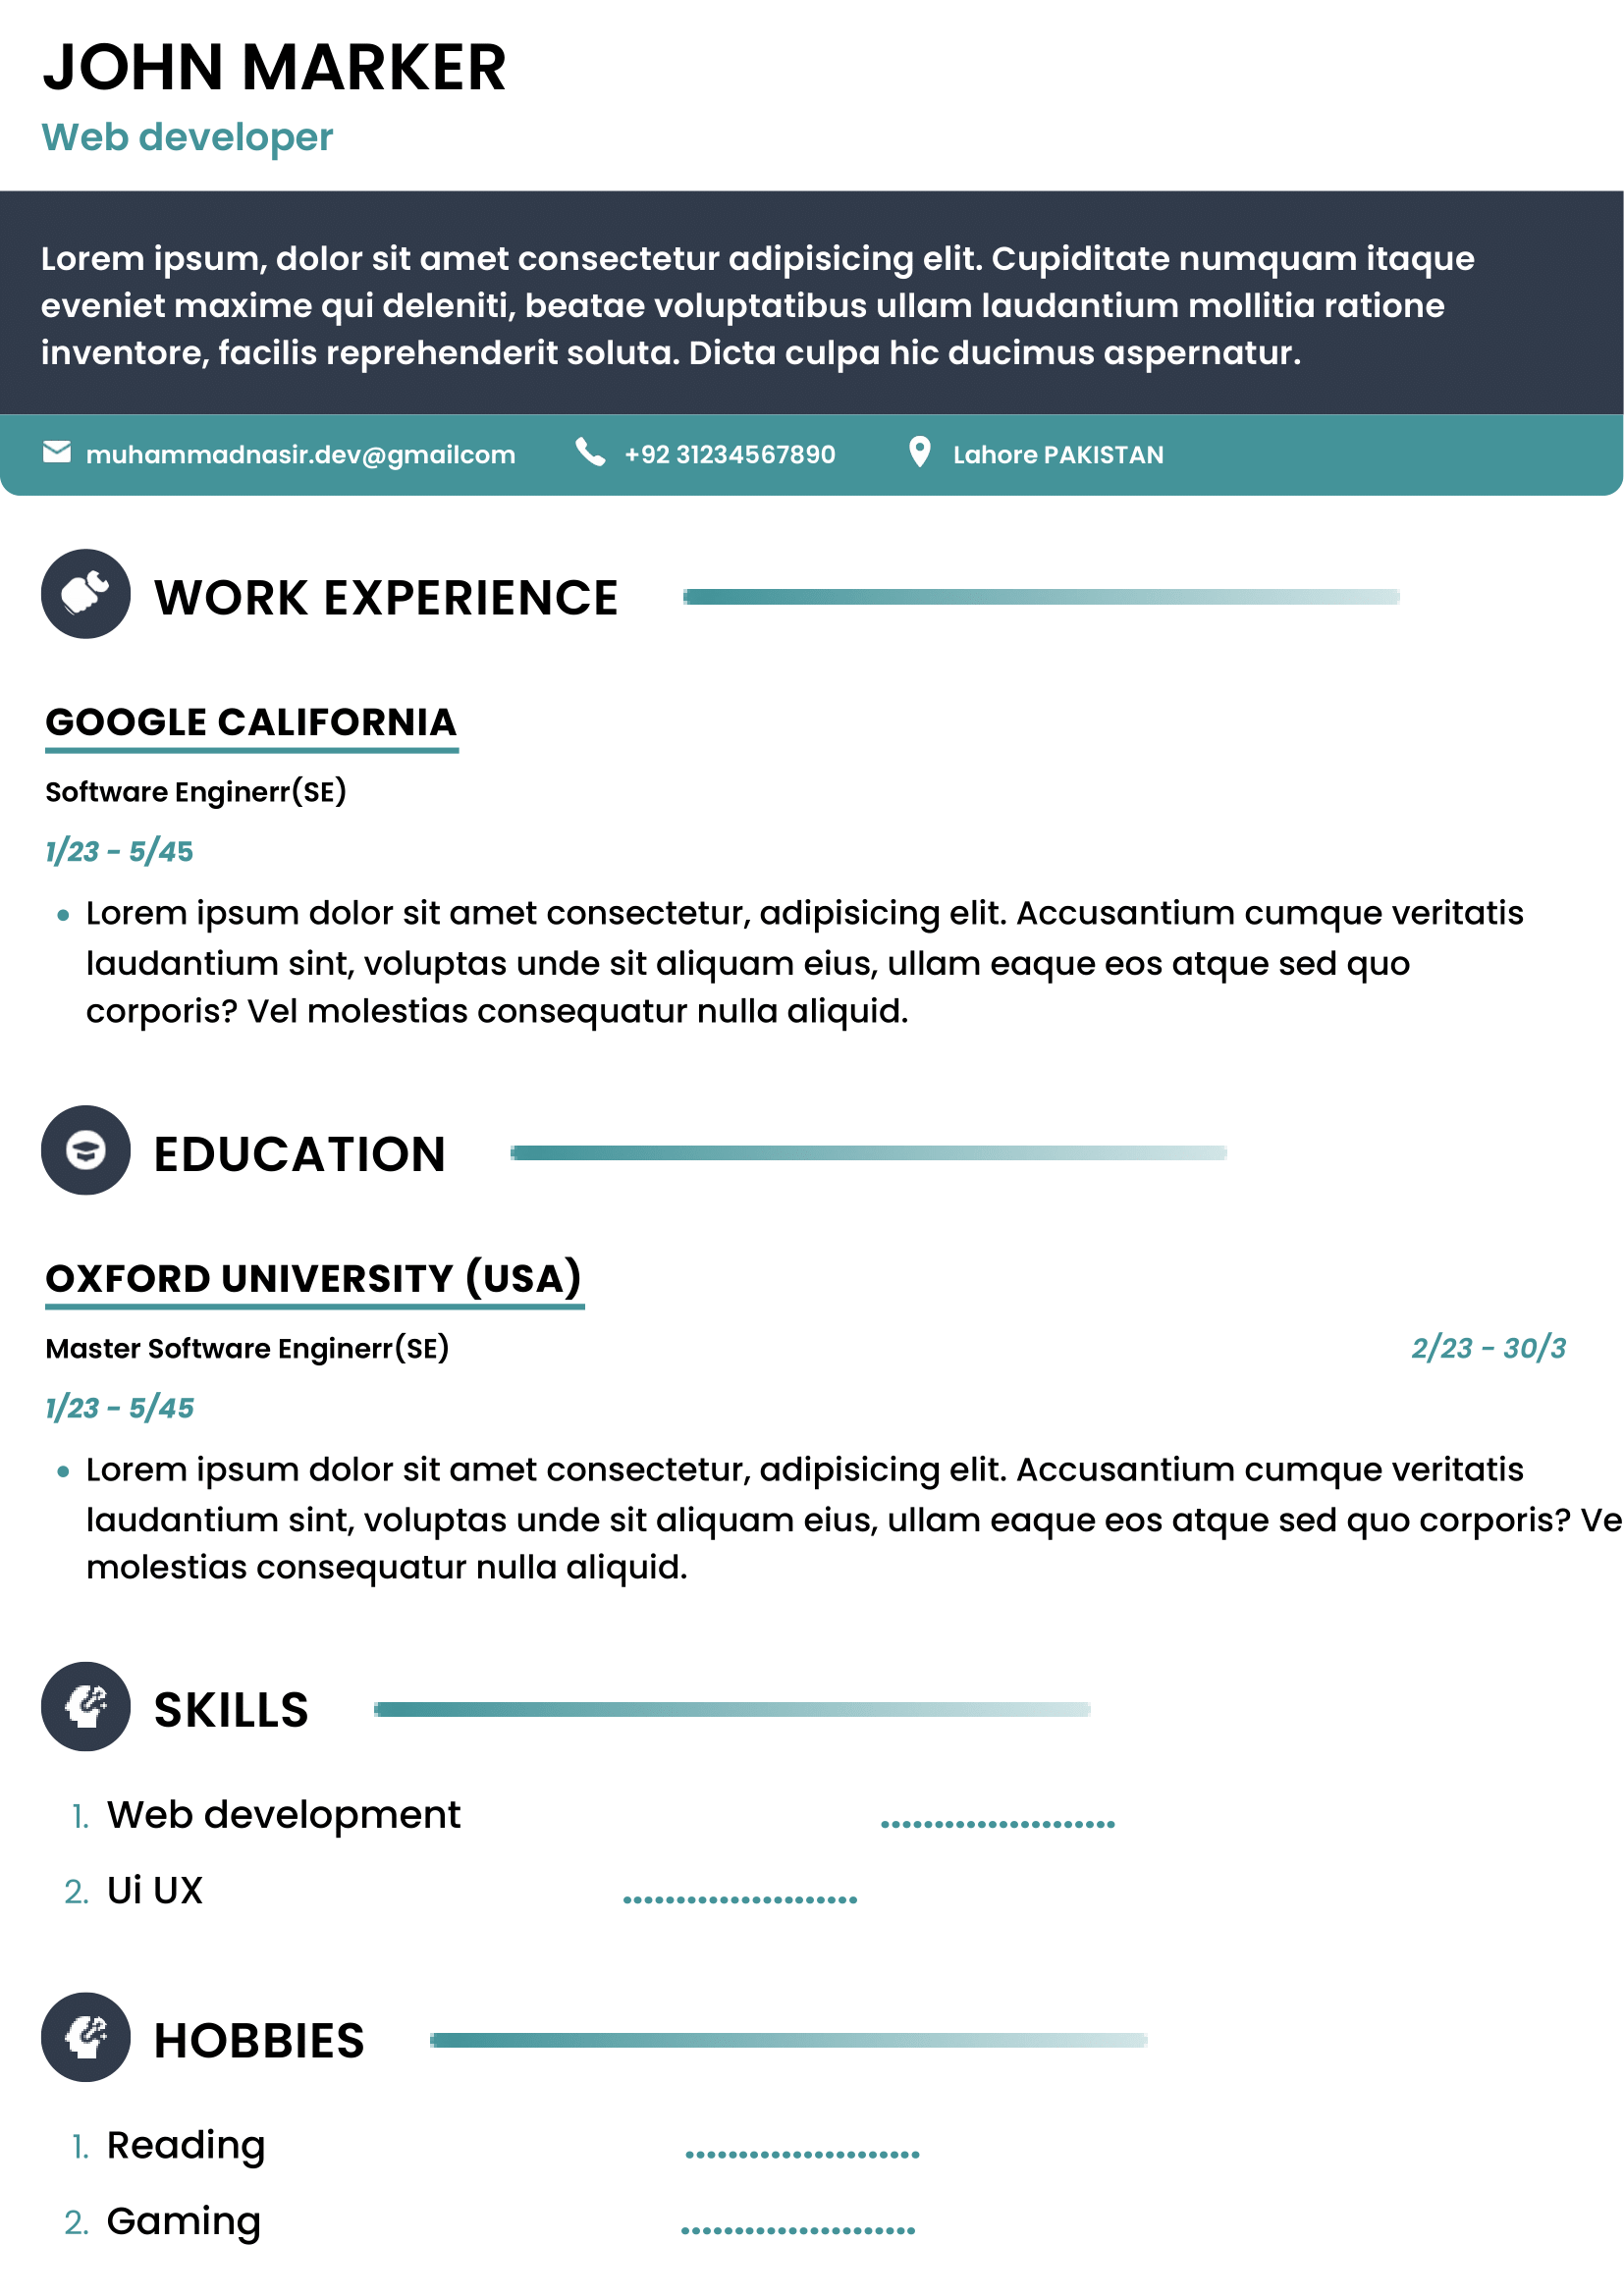 JOHN MARKER
Web developer
Lorem ipsum, dolor sit amet consectetur adipisicing elit. Cupiditate numquam itaque
eveniet maxime qui deleniti, beatae voluptatibus ullam laudantium mollitia ratione
inventore, facilis reprehenderit soluta. Dicta culpa hic ducimus aspernatur.
muhammadnasir.dev@gmailcom +92 31234567890 Lahore PAKISTAN
WORK EXPERIENCE
GOOGLE CALIFORNIA
Software Enginerr(SE)
1/23 - 5/45
Lorem ipsum dolor sit amet consectetur, adipisicing elit. Accusantium cumque veritatis
laudantium sint, voluptas unde sit aliquam eius, ullam eaque eos atque sed quo
corporis? Vel molestias consequatur nulla aliquid.
EDUCATION
OXFORD UNIVERSITY (USA)
Master Software Enginerr(SE) 2/23 - 30/3
1/23 - 5/45
Lorem ipsum dolor sit amet consectetur, adipisicing elit. Accusantium cumque veritatis
laudantium sint, voluptas unde sit aliquam eius, ullam eaque eos atque sed quo corporis? Ve
molestias consequatur nulla aliquid.
SKILLS
1. Web development
2. Ui UX
HOBBIES
1. Reading
2. Gaming